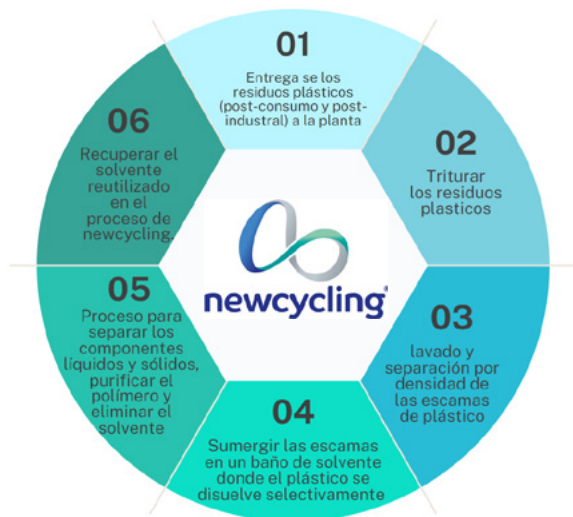 01
Entrega se los
residuos plásticos
(post-consumo y post-
industral) a la planta
02
Triturar
los residuos
plasticos
03
lavado y
separación por
densidad de
las escamas
de plástico
04
Sumergir las escamas
en un baño de solvente
donde el plástico se
disuelve selectivamente
05
Proceso para
separar los
componentes
líquidos y sólidos,
purificar el
polímero y
eliminar el
solvente
06
Recuperar el
solvente
reutilizado
en el
proceso de
newcycling.
newcycling®